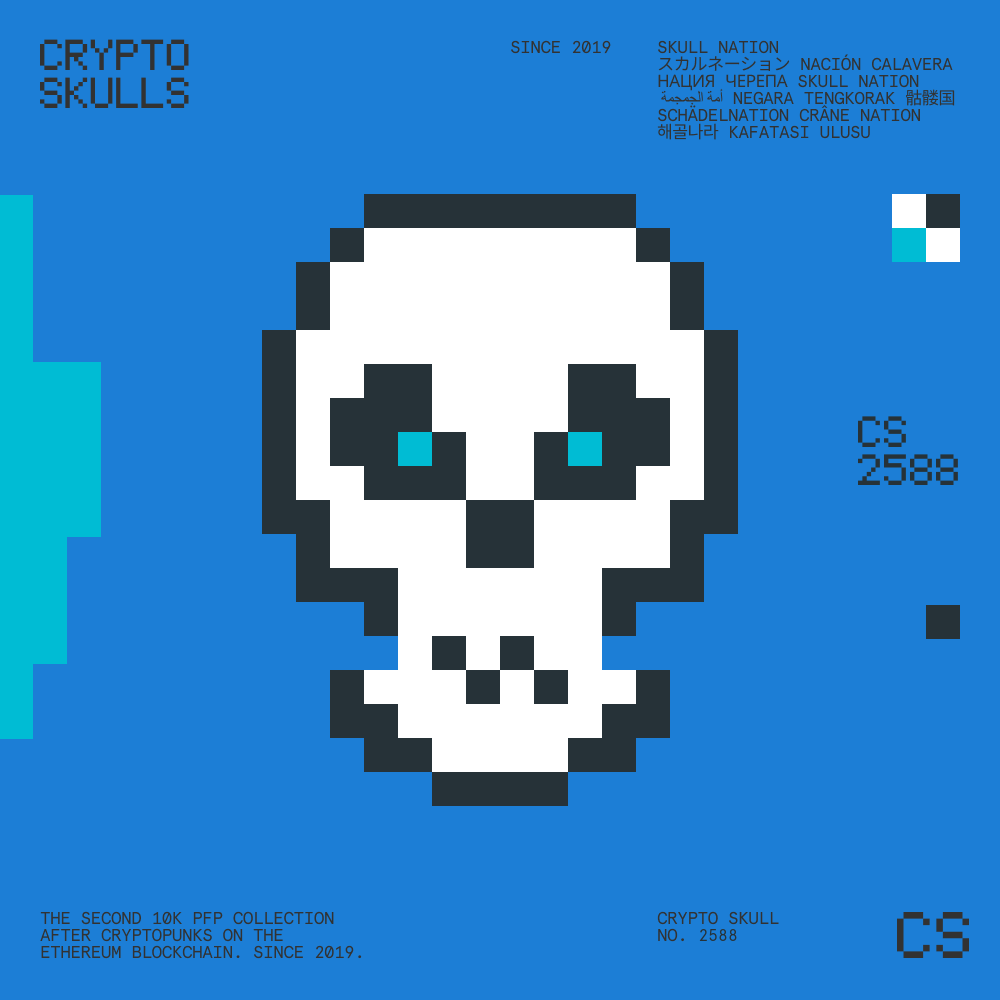 CRYPTO
SKULLS
SINCE 2019
SKULL NATION
スカルネーション NACIÓN CALAVERA
НАЦИЯ ЧЕРЕПА SKULL NATION
أمة الجمجمة NEGARA TENGKORAK 骷髅国
SCHÄDELNATION CRÂNE NATION
해골나라 KAFATASI ULUSU
CS
2588
THE SECOND 10K PFP COLLECTION
AFTER CRYPTOPUNKS ON THE
ETHEREUM BLOCKCHAIN. SINCE 2019.
CRYPTO SKULL
NO. 2588
CS